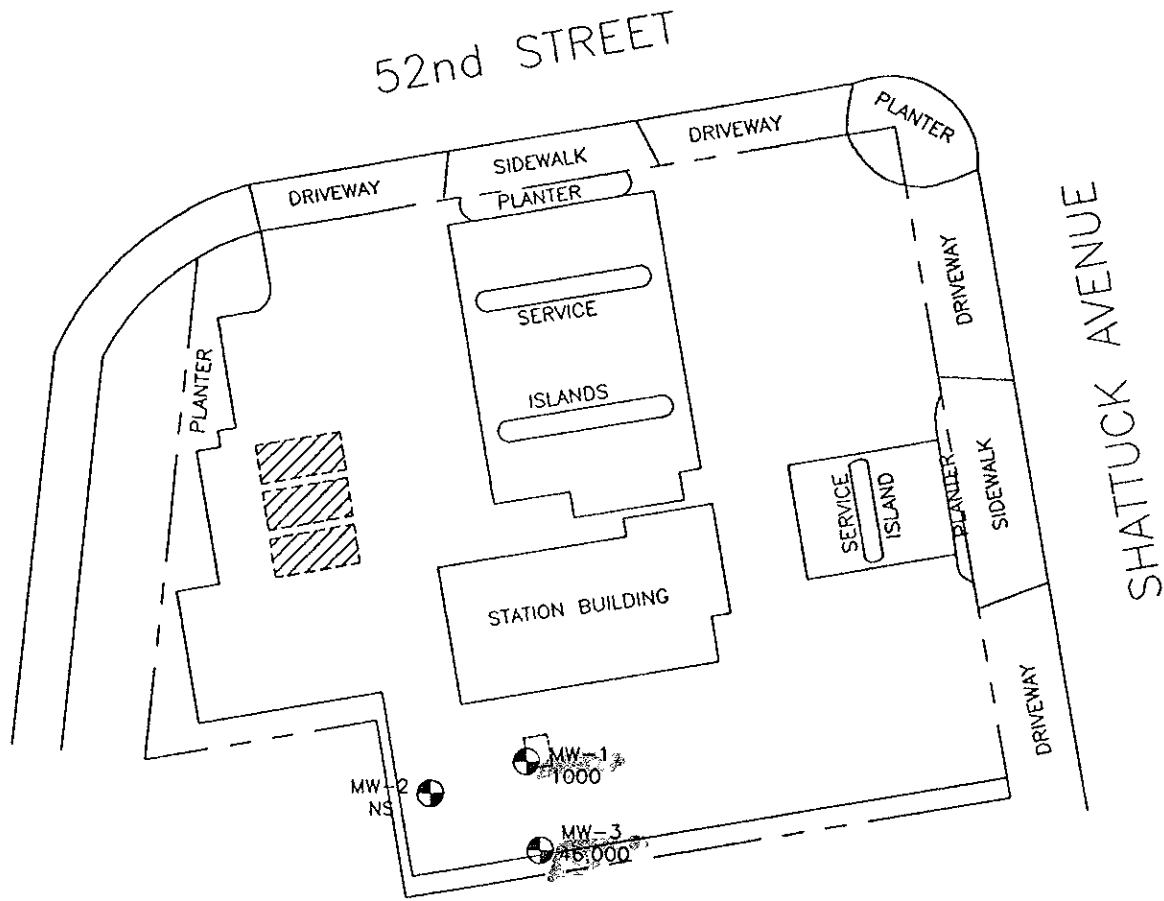 52nd STREET
PLANTER
DRIVEWAY
SIDEWALK
DRIVEWAY
PLANTER
SHATTUCK AVENUE
DRIVEWAY
SERVICE
PLANTER
ISLANDS
PLANTER
SIDEWALK
SERVICE
ISLAND
STATION BUILDING
DRIVEWAY
MW-1
1000
MW-2
NS
MW-3
46,000